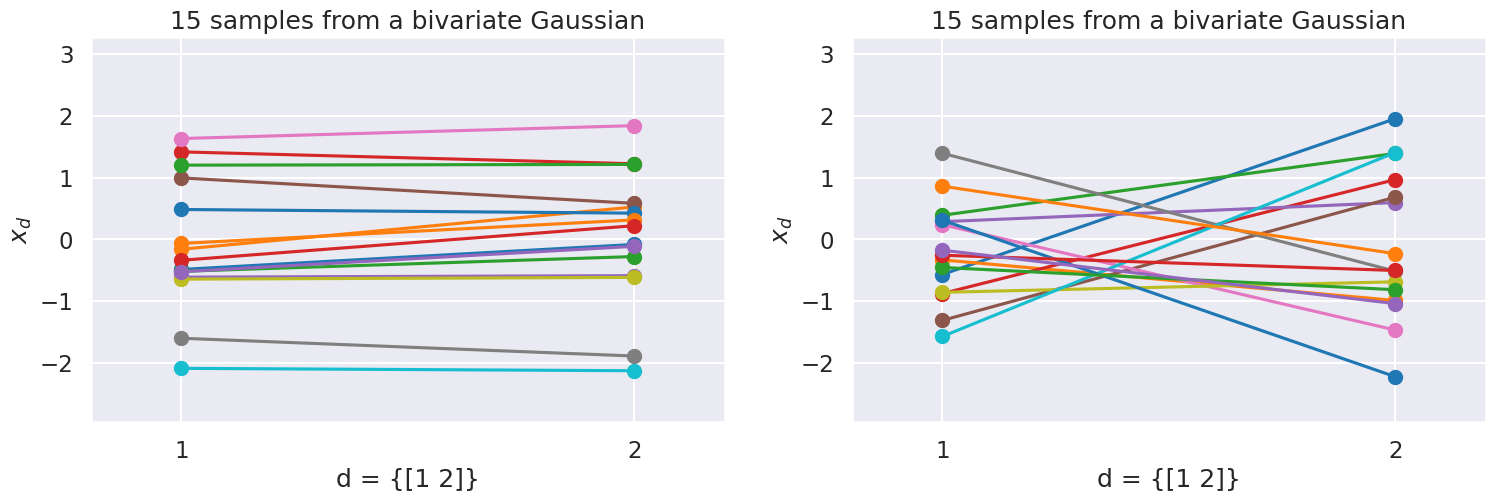 15 samples from a bivariate Gaussian
3
2
1
0
−1
−2
x_d
1 2
d = {[1 2]}
15 samples from a bivariate Gaussian
3
2
1
0
−1
−2
x_d
1 2
d = {[1 2]}